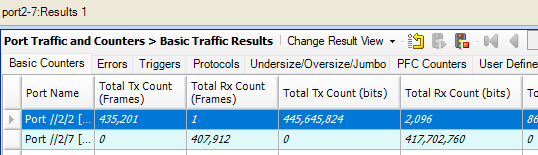 port2-7:Results 1
Port Traffic and Counters > Basic Traffic Results Change Result View
Basic Counters Errors Triggers Protocols Undersize/Oversize/Jumbo PFC Counters User Define
Port Name Total Tx Count (Frames) Total Rx Count (Frames) Total Tx Count (bits) Total Rx Count (bits) To
Port //2/2 [... 435,201 1 445,645,824 2,096 86
Port //2/7 [... 0 407,912 0 417,702,760 0